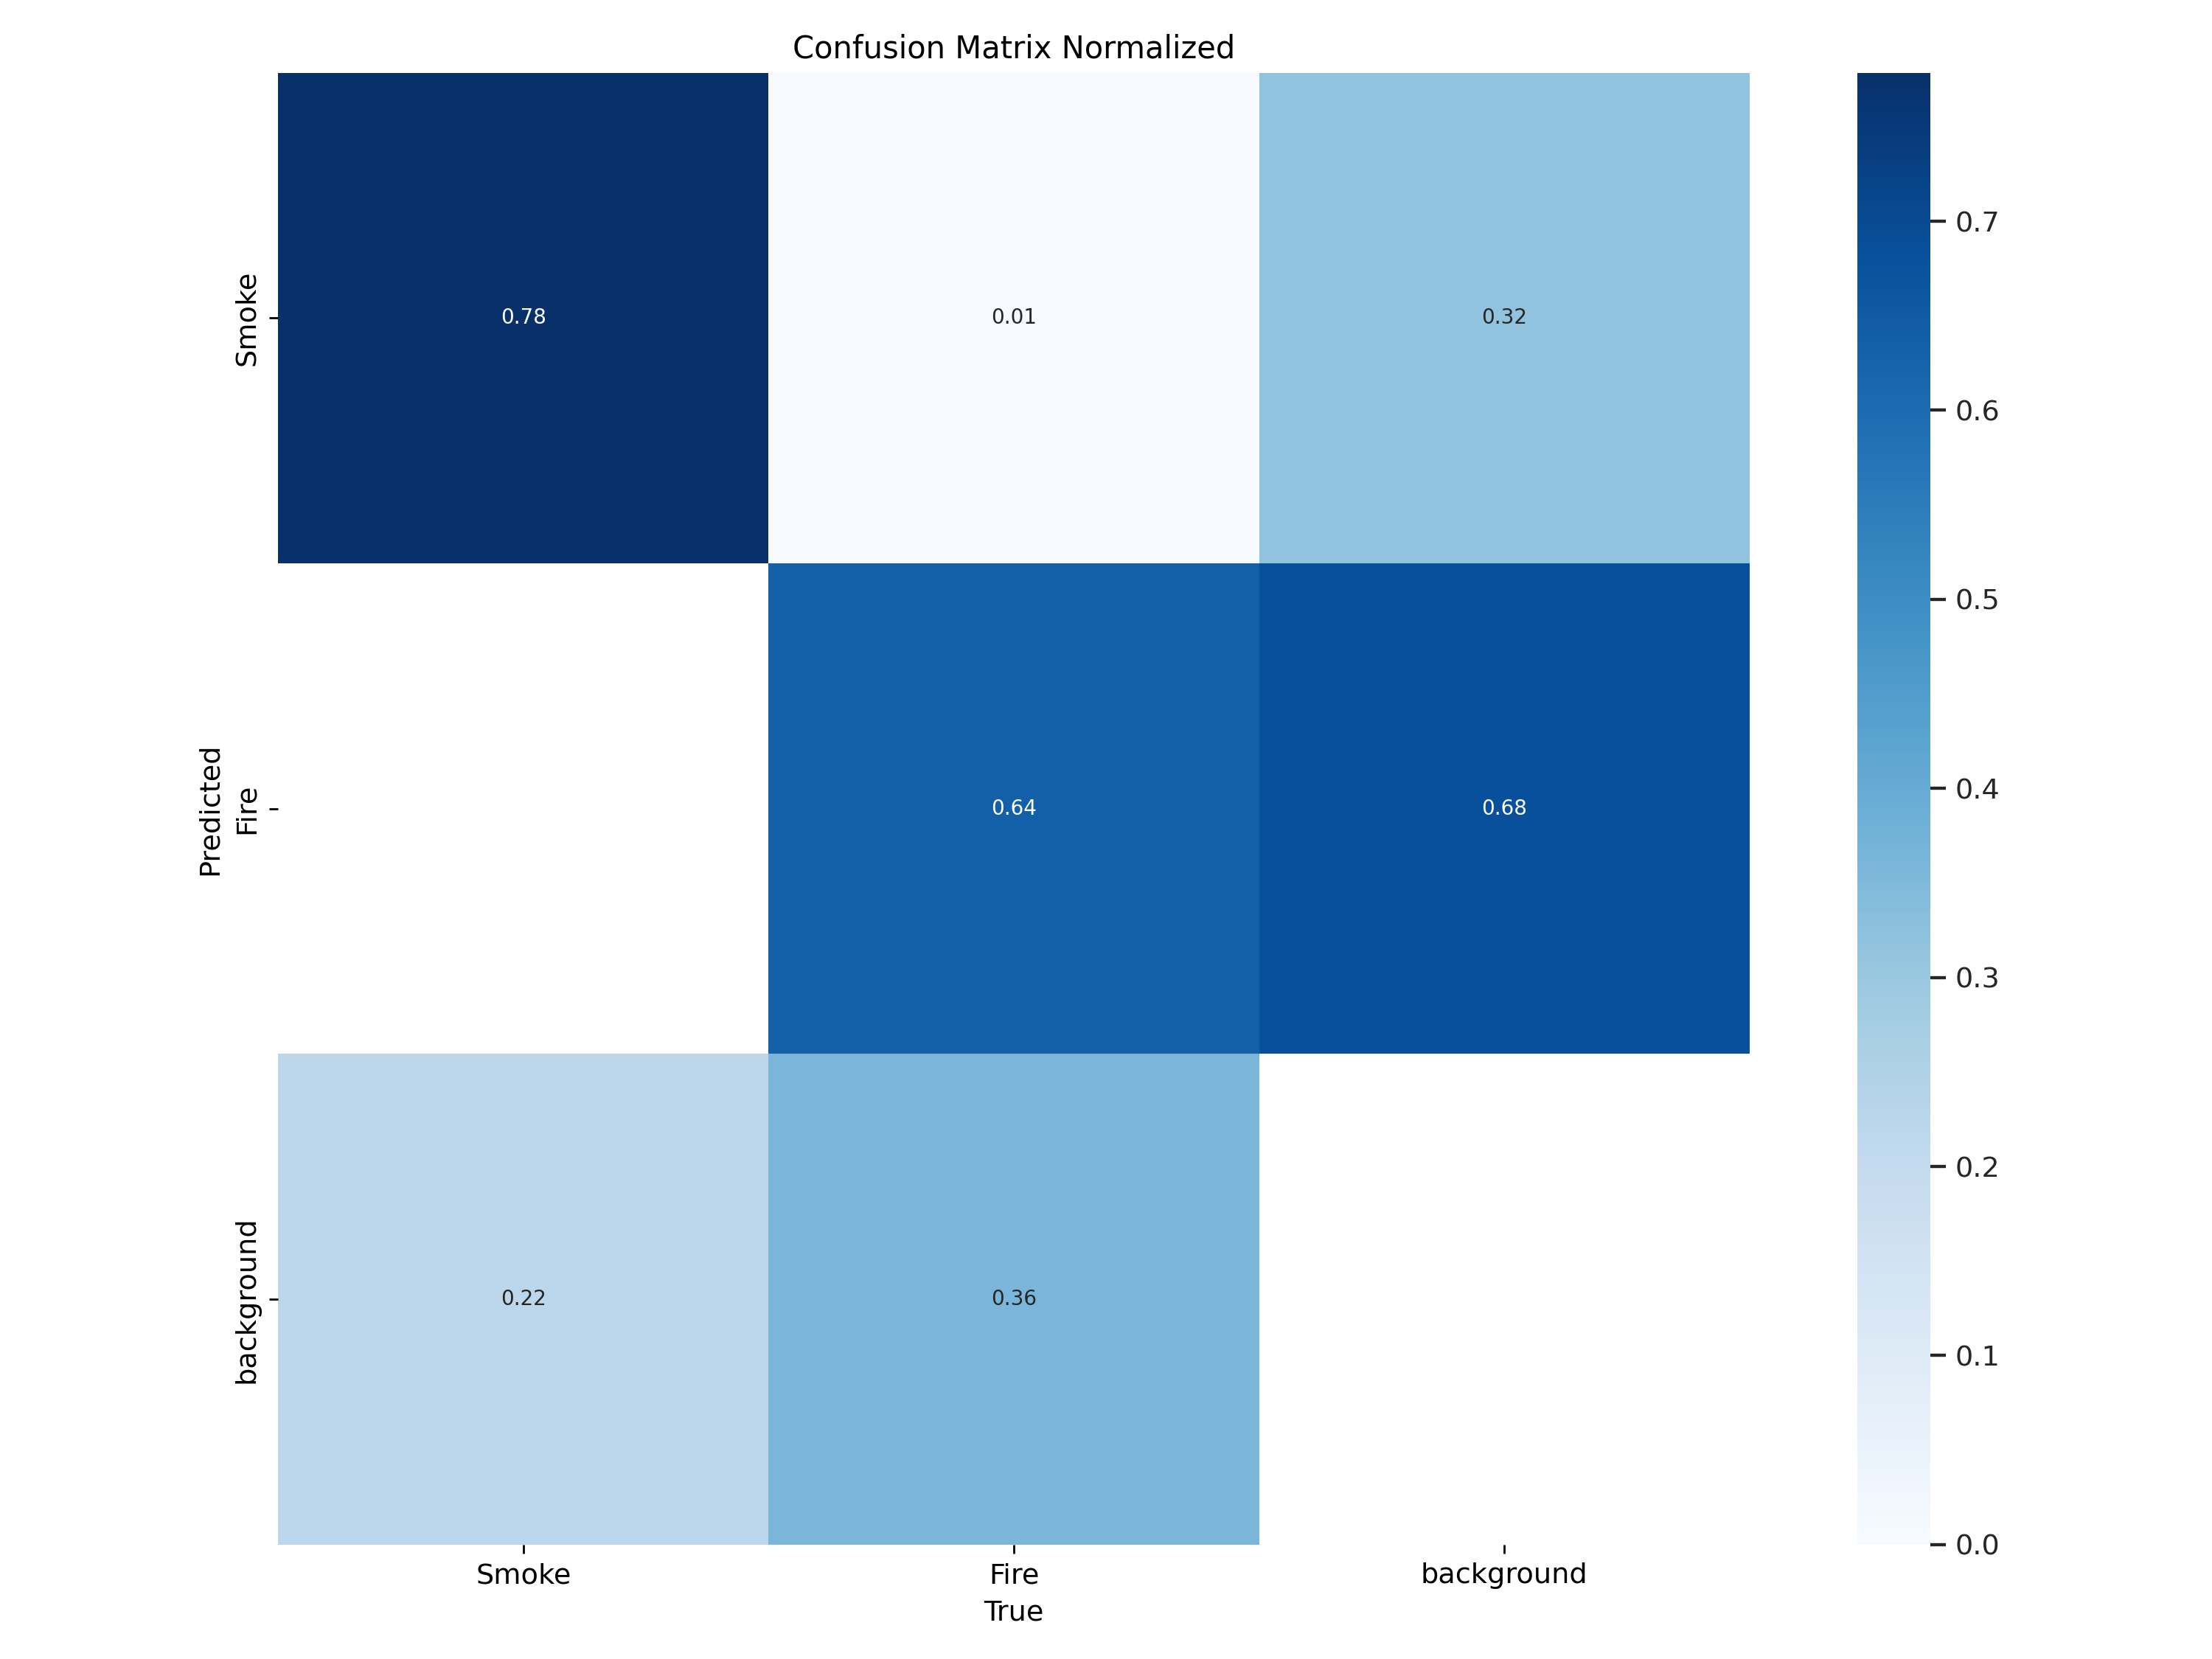 Confusion Matrix Normalized
Predicted
Smoke
0.78
0.01
0.32
Fire
0.64
0.68
background
0.22
0.36
Smoke
Fire
background
True
0.7
0.6
0.5
0.4
0.3
0.2
0.1
0.0